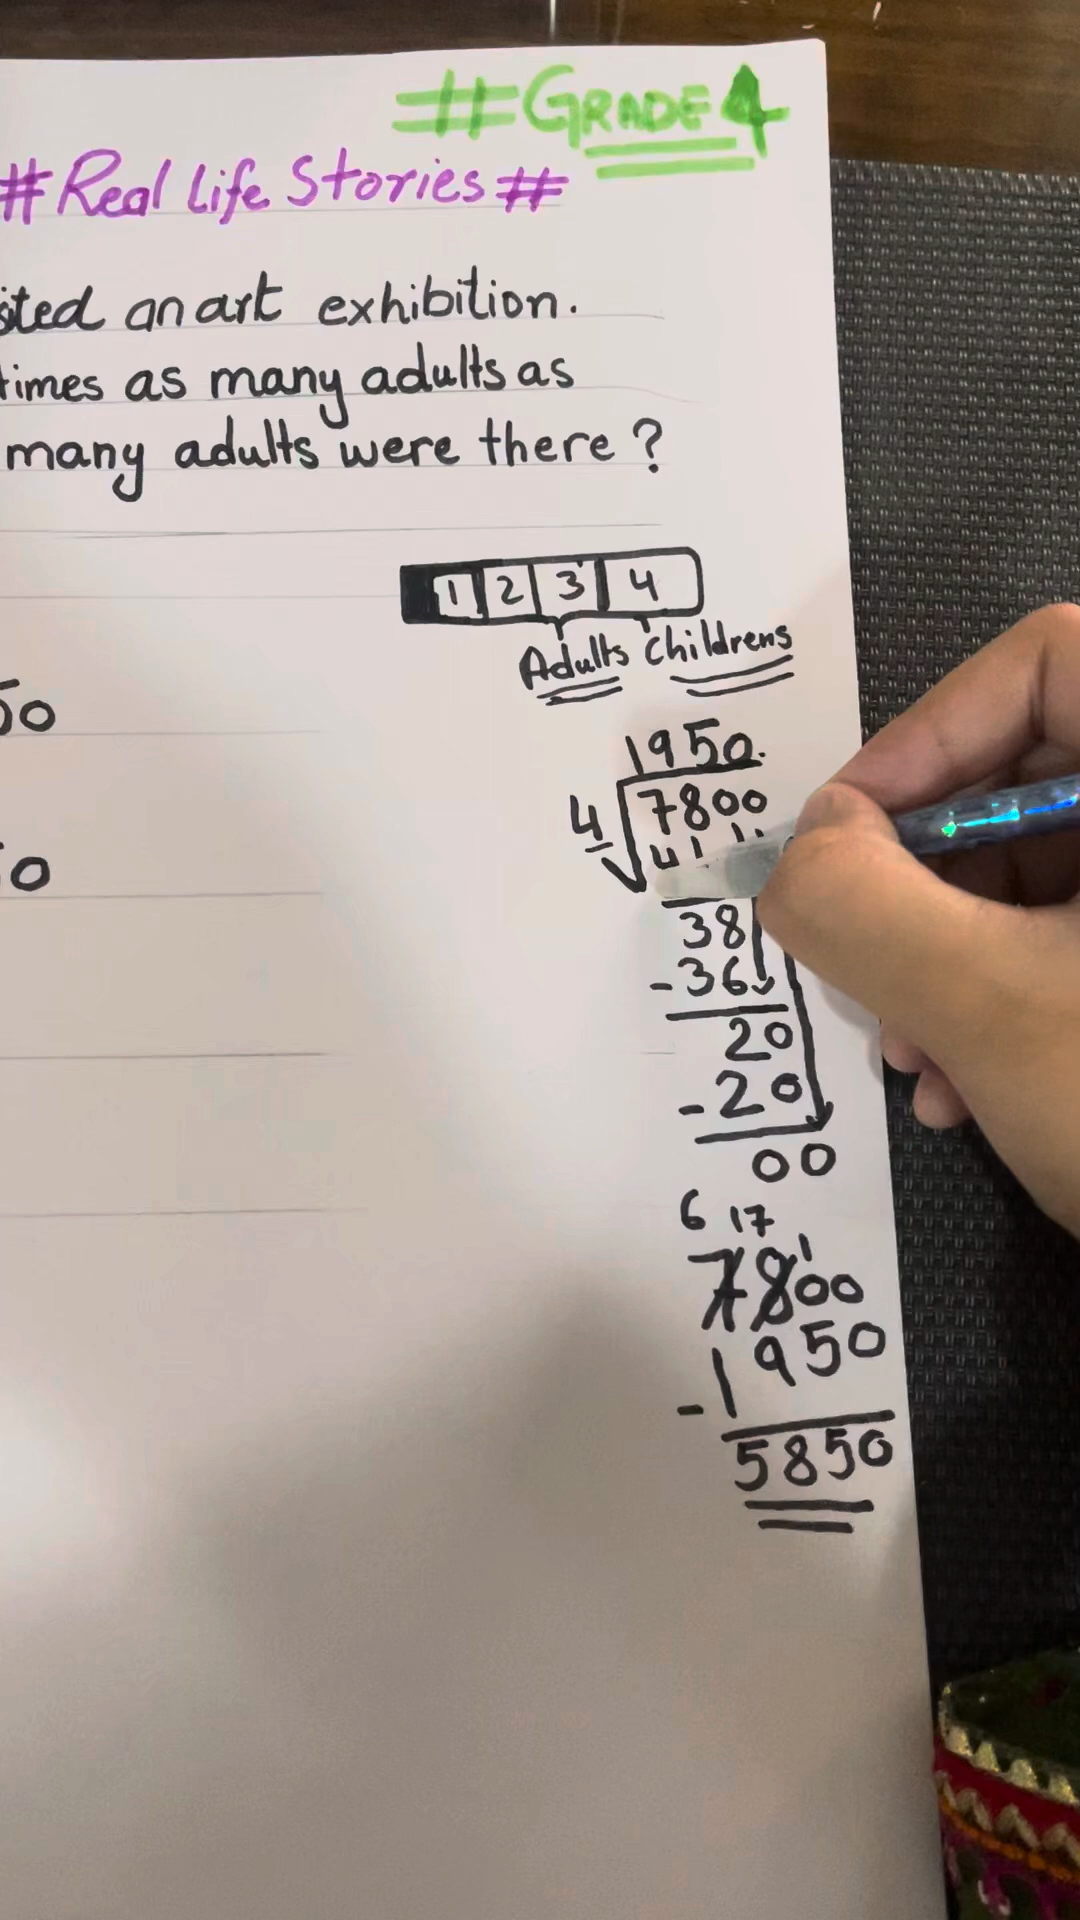 #GRADE 4
#Real Life Stories#
an art exhibition.
times as many adults as
many adults were there?
1 2 3 4
Adults Childrens
50
0
1950.
4 7800
4
38
-36
20
-20
00
6 17
1
7800
-1950
5850